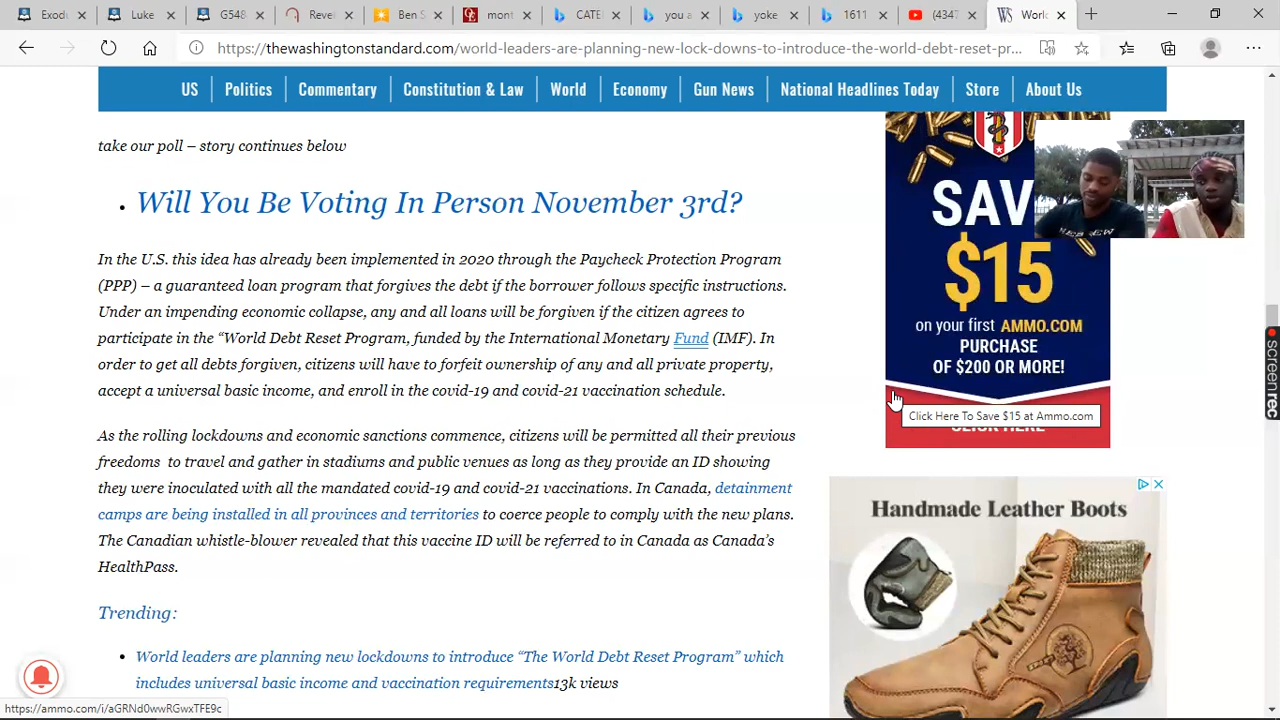 Exodu
Luke
G548
Revel
Ben S
mont
CATE
you a
yoke
1611
(4347
World
https://thewashingtonstandard.com/world-leaders-are-planning-new-lock-downs-to-introduce-the-world-debt-reset-pr...
US
Politics
Commentary
Constitution & Law
World
Economy
Gun News
National Headlines Today
Store
About Us
take our poll – story continues below
• Will You Be Voting In Person November 3rd?
In the U.S. this idea has already been implemented in 2020 through the Paycheck Protection Program
(PPP) – a guaranteed loan program that forgives the debt if the borrower follows specific instructions.
Under an impending economic collapse, any and all loans will be forgiven if the citizen agrees to
participate in the “World Debt Reset Program, funded by the International Monetary Fund (IMF). In
order to get all debts forgiven, citizens will have to forfeit ownership of any and all private property,
accept a universal basic income, and enroll in the covid-19 and covid-21 vaccination schedule.
As the rolling lockdowns and economic sanctions commence, citizens will be permitted all their previous
freedoms to travel and gather in stadiums and public venues as long as they provide an ID showing
they were inoculated with all the mandated covid-19 and covid-21 vaccinations. In Canada, detainment
camps are being installed in all provinces and territories to coerce people to comply with the new plans.
The Canadian whistle-blower revealed that this vaccine ID will be referred to in Canada as Canada’s
HealthPass.
Trending:
• World leaders are planning new lockdowns to introduce “The World Debt Reset Program” which
includes universal basic income and vaccination requirements13k views
https://ammo.com/i/aGRNd0wwRGwxTFE9c
SAV
$15
on your first AMMO.COM
PURCHASE
OF $200 OR MORE!
Click Here To Save $15 at Ammo.com
CLICK HERE
Handmade Leather Boots
screenrec